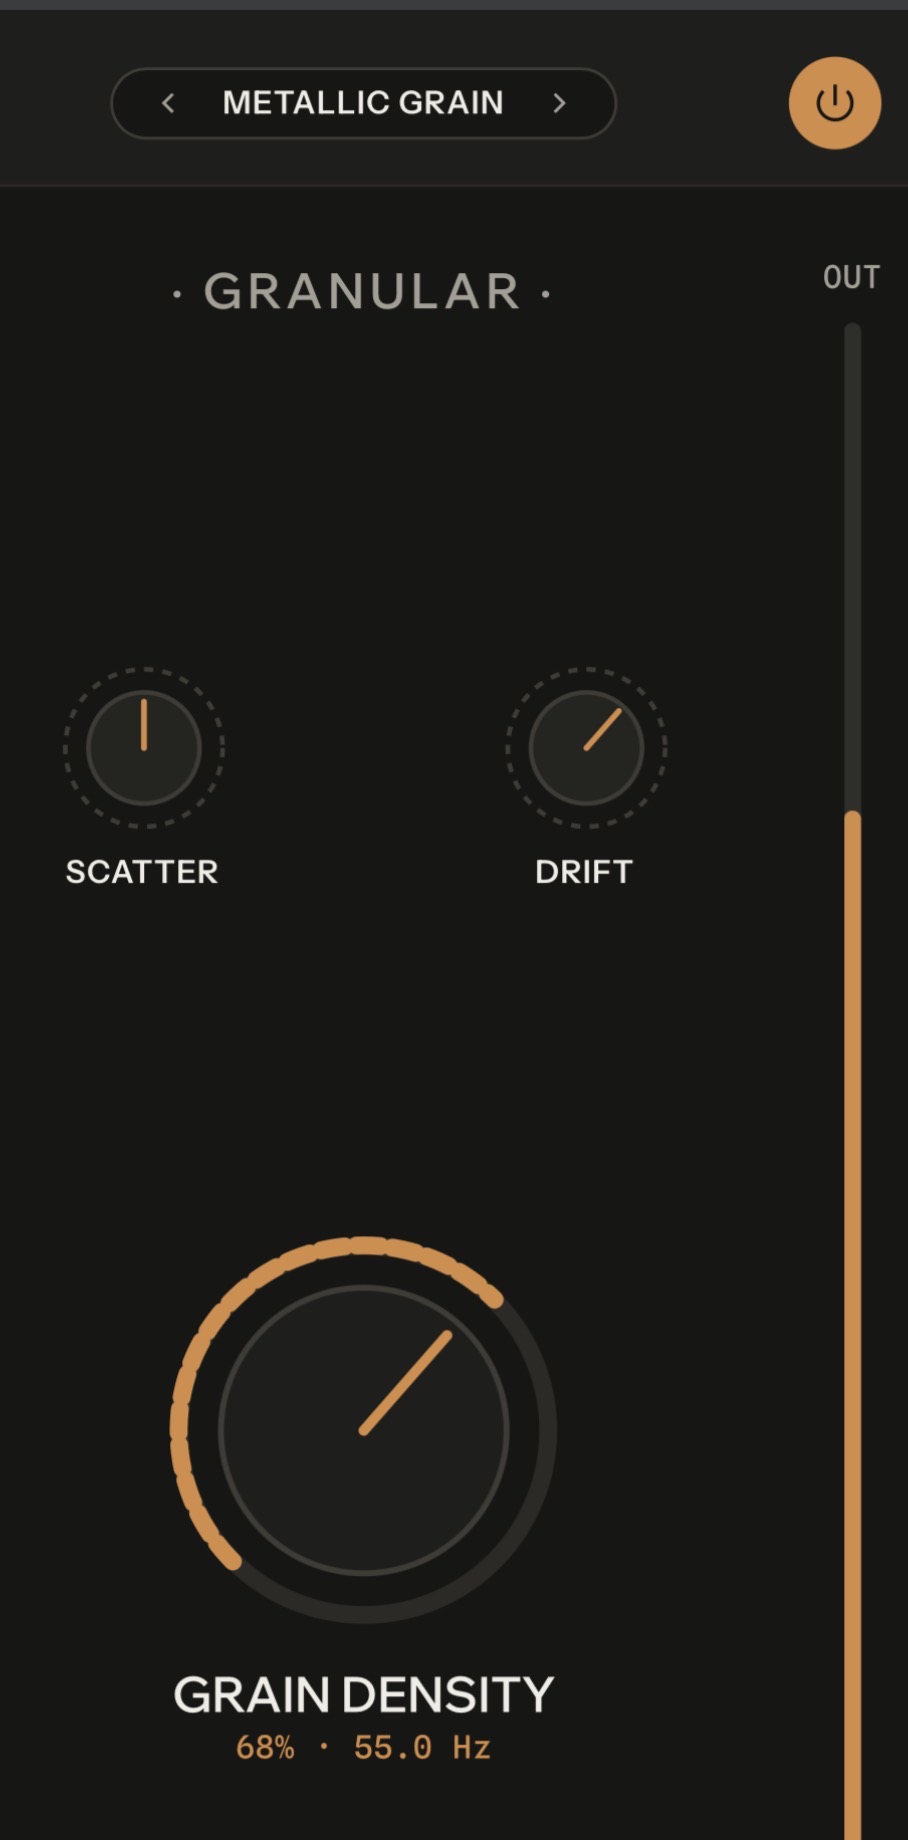 METALLIC GRAIN
· GRANULAR ·
OUT
SCATTER
DRIFT
GRAIN DENSITY
68% · 55.0 Hz